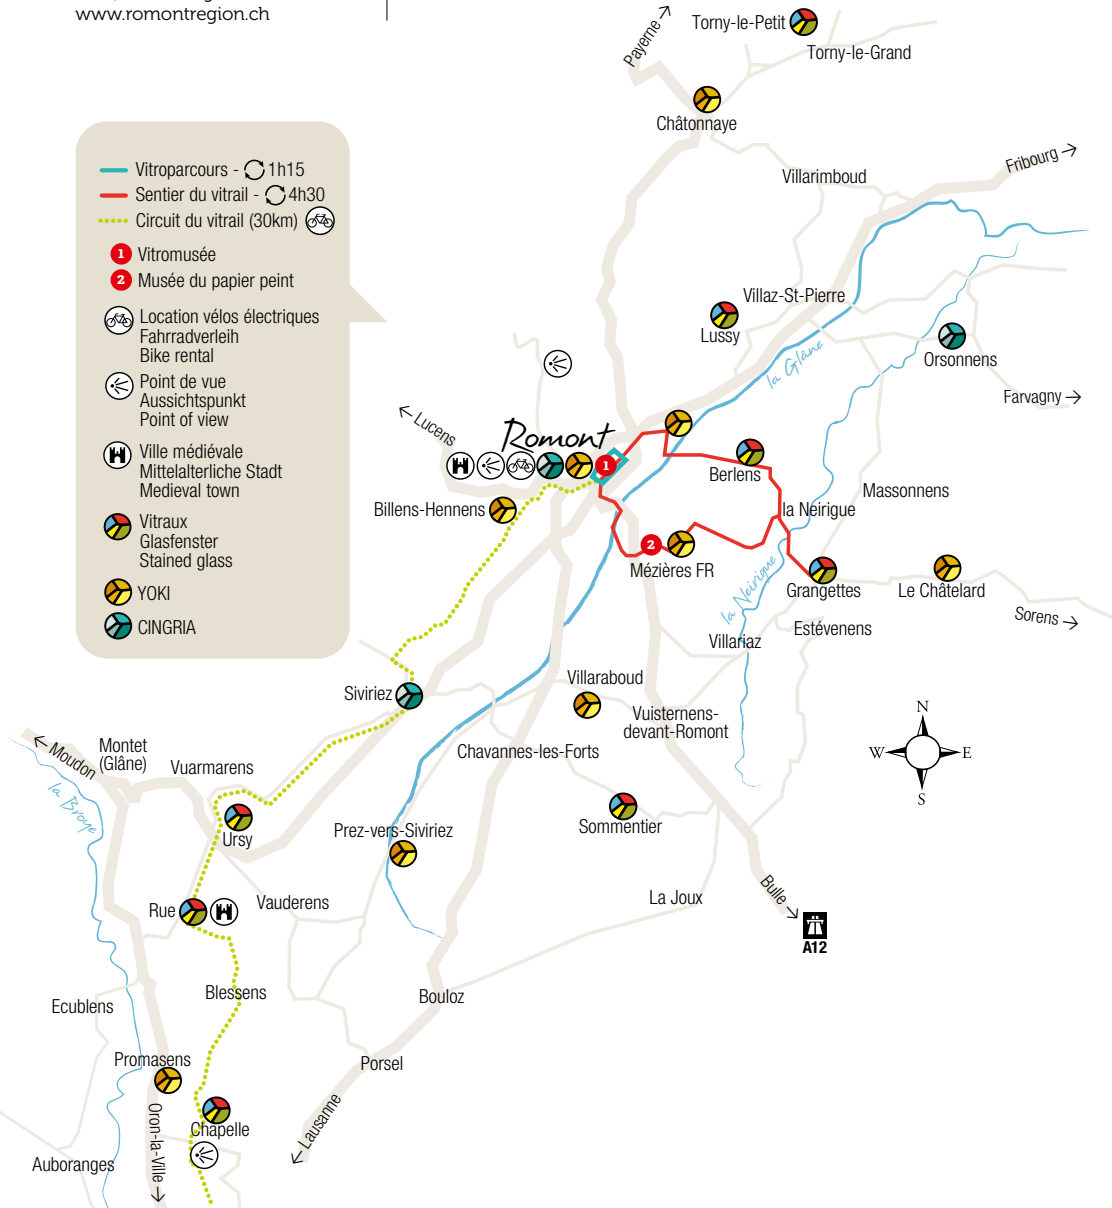 www.romontregion.ch
Payerne →
Torny-le-Petit
Torny-le-Grand
Châtonnaye
Fribourg →
Villarimboud
Vitroparcours - 1h15
Sentier du vitrail - 4h30
Circuit du vitrail (30km)
1 Vitromusée
2 Musée du papier peint
Location vélos électriques
Fahrradverleih
Bike rental
Point de vue
Aussichtspunkt
Point of view
Ville médiévale
Mittelalterliche Stadt
Medieval town
Vitraux
Glasfenster
Stained glass
YOKI
CINGRIA
Villaz-St-Pierre
Lussy
la Glâne
Orsonnens
Farvagny →
← Lucens
Romont
1
Berlens
Billens-Hennens
Massonnens
la Neirigue
2
Mézières FR
Grangettes
Le Châtelard
la Neirigue
Sorens →
Estévenens
Villariaz
Siviriez
Villaraboud
Vuisternens-
devant-Romont
N
W E
S
← Moudon
Montet
(Glâne)
Vuarmarens
Chavannes-les-Forts
la Broye
Ursy
Prez-vers-Siviriez
Sommentier
Rue
Vauderens
La Joux
Bulle →
A12
Blessens
Bouloz
Ecublens
Promasens
Porsel
Chapelle
← Lausanne
Oron-la-Ville →
Auboranges